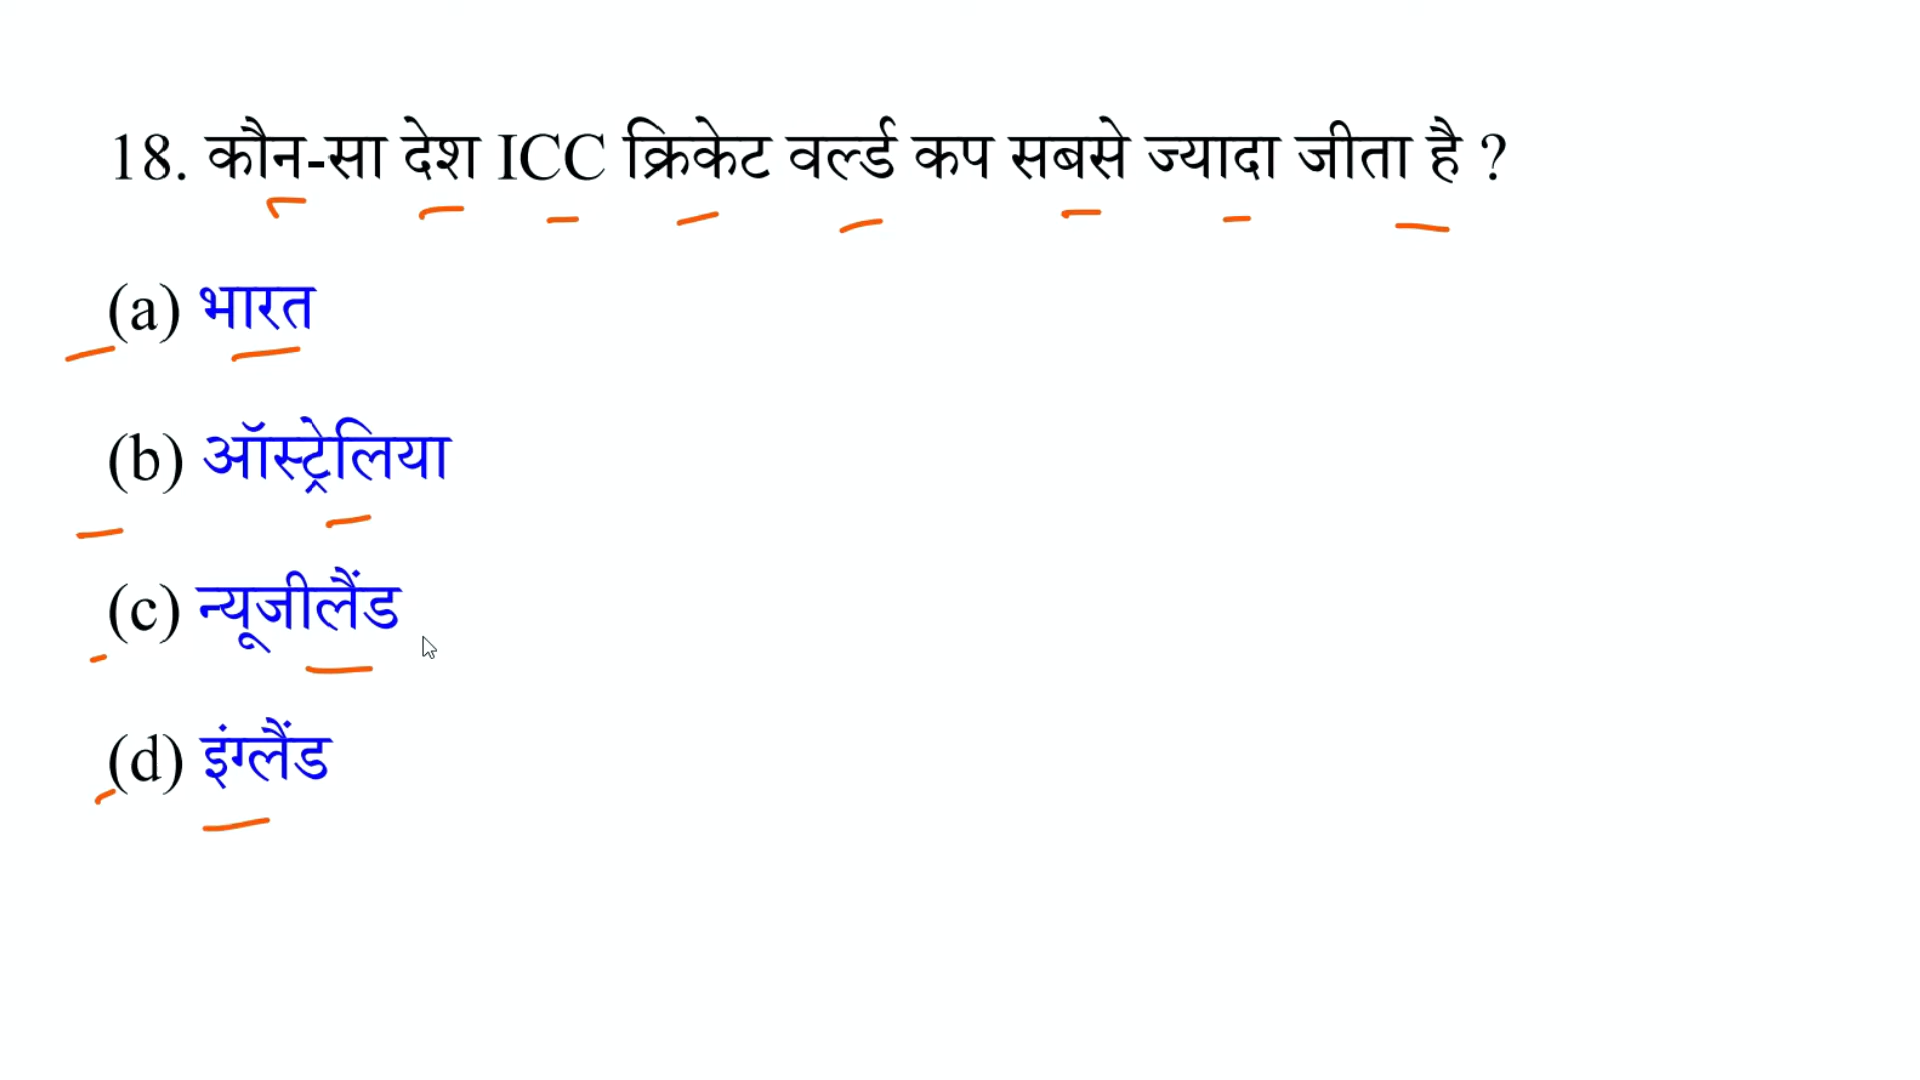 18. कौन-सा देश ICC क्रिकेट वर्ल्ड कप सबसे ज्यादा जीता है ?
(a) भारत
(b) ऑस्ट्रेलिया
(c) न्यूजीलैंड
(d) इंग्लैंड